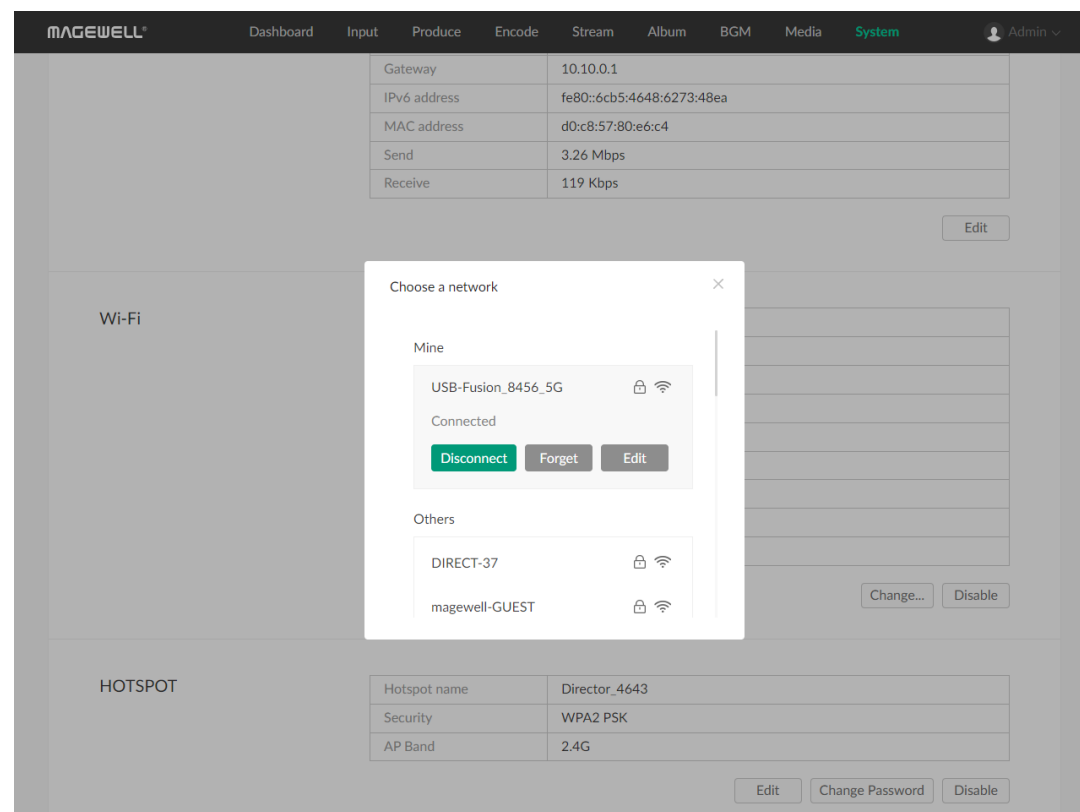 MAGEWELL®
Dashboard Input Produce Encode Stream Album BGM Media System Admin
Gateway 10.10.0.1
IPv6 address fe80::6cb5:4648:6273:48ea
MAC address d0:c8:57:80:e6:c4
Send 3.26 Mbps
Receive 119 Kbps
Edit
Wi-Fi
Choose a network
Mine
USB-Fusion_8456_5G
Connected
Disconnect Forget Edit
Others
DIRECT-37
magewell-GUEST
Change... Disable
HOTSPOT
Hotspot name Director_4643
Security WPA2 PSK
AP Band 2.4G
Edit Change Password Disable